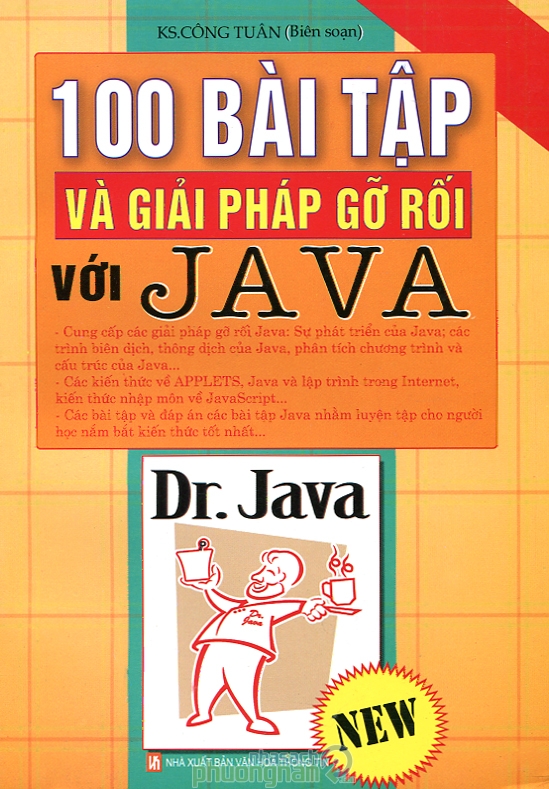 KS.CÔNG TUÂN (Biên soạn)
100 BÀI TẬP
VÀ GIẢI PHÁP GỠ RỐI
VỚI JAVA
- Cung cấp các giải pháp gỡ rối Java: Sự phát triển của Java; các
trình biên dịch, thông dịch của Java, phân tích chương trình và
cấu trúc của Java...
- Các kiến thức về APPLETS, Java và lập trình trong Internet,
kiến thức nhập môn về JavaScript...
- Các bài tập và đáp án các bài tập Java nhằm luyện tập cho người
học nắm bắt kiến thức tốt nhất...
Dr. Java
Dr.
Java
NEW
NHÀ XUẤT BẢN VĂN HÓA THÔNG TIN
nhasach
phuongnam